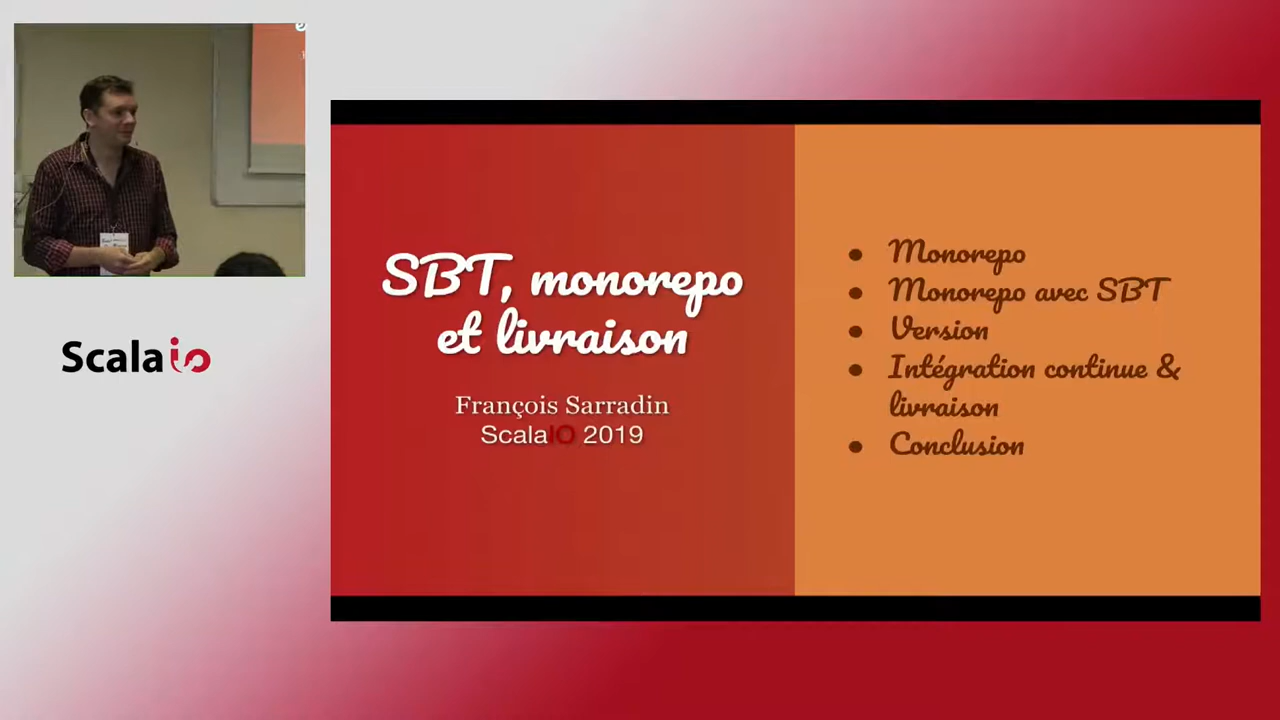 Scala io
SBT, monorepo
et livraison
François Sarradin
ScalaIO 2019
● Monorepo
● Monorepo avec SBT
● Version
● Intégration continue &
livraison
● Conclusion